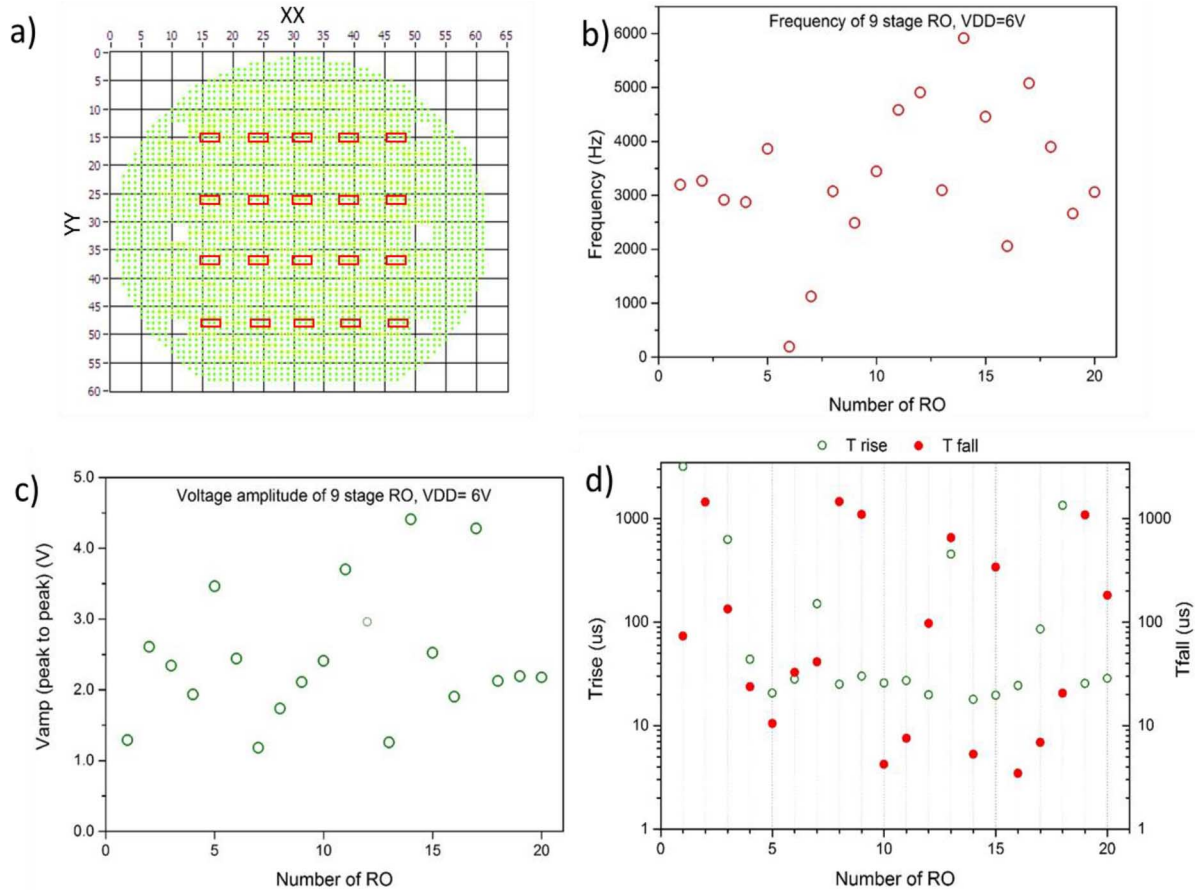 a)
XX
0 5 10 15 20 25 30 35 40 45 50 55 60 65
YY
0
5
10
15
20
25
30
35
40
45
50
55
60
b)
Frequency of 9 stage RO, VDD=6V
Frequency (Hz)
6000
5000
4000
3000
2000
1000
0
0 5 10 15 20
Number of RO
c)
Voltage amplitude of 9 stage RO, VDD= 6V
Vamp (peak to peak) (V)
5.0
4.0
3.0
2.0
1.0
0.0
0 5 10 15 20
Number of RO
T rise T fall
d)
Trise (us)
1000
100
10
1
0 5 10 15 20
Number of RO
1000
100
10
1
Tfall (us)